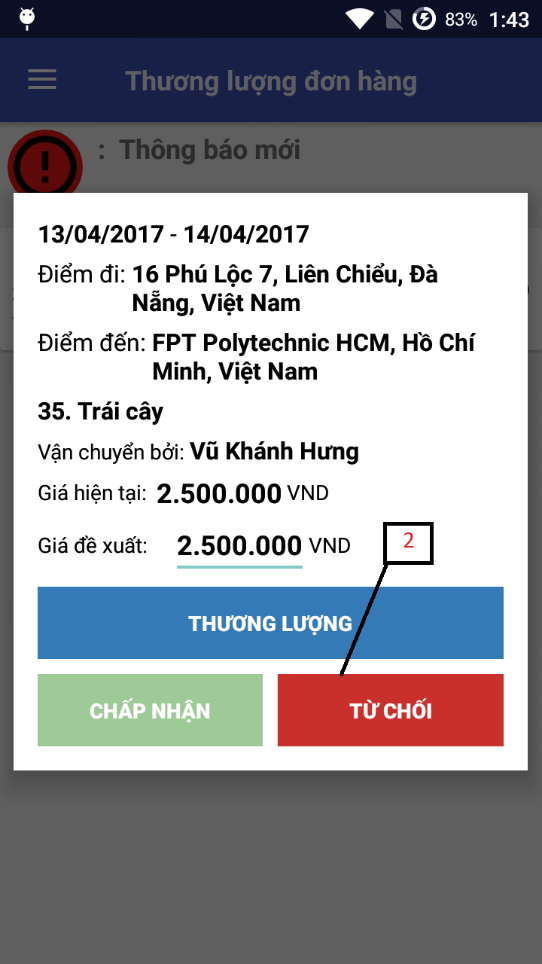 83% 1:43
Thương lượng đơn hàng
: Thông báo mới
13/04/2017 - 14/04/2017
Điểm đi: 16 Phú Lộc 7, Liên Chiểu, Đà
Nẵng, Việt Nam
Điểm đến: FPT Polytechnic HCM, Hồ Chí
Minh, Việt Nam
35. Trái cây
Vận chuyển bởi: Vũ Khánh Hưng
Giá hiện tại: 2.500.000 VND
Giá đề xuất: 2.500.000 VND
2
THƯƠNG LƯỢNG
CHẤP NHẬN
TỪ CHỐI